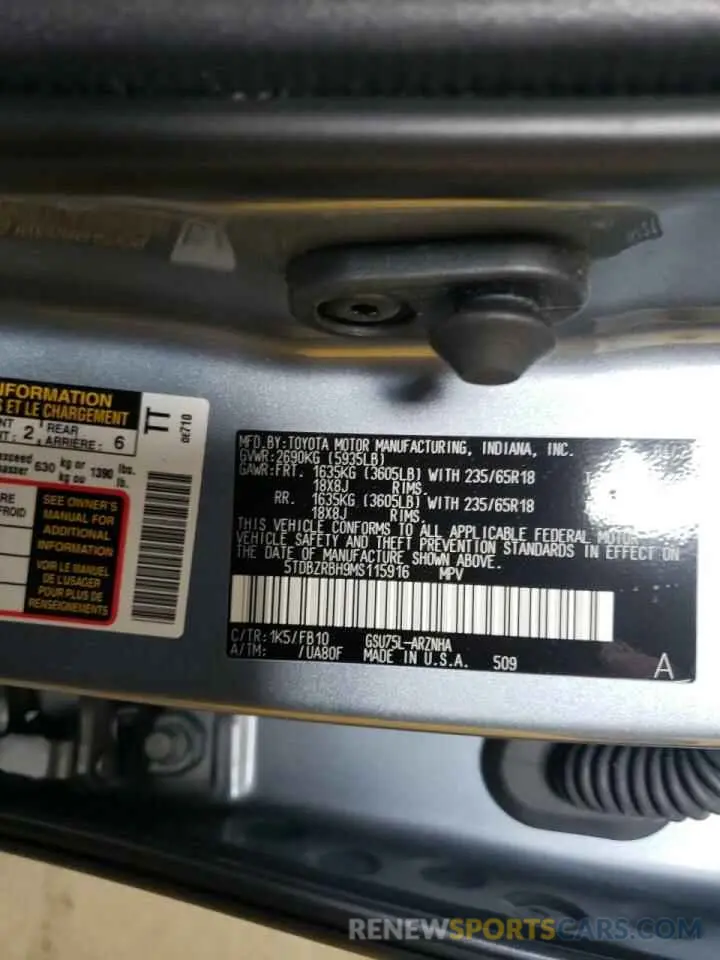 INFORMATION
S ET LE CHARGEMENT
2 REAR
ARRIÈRE: 6
630 kg or 1390 lbs.
TT
0E710
SEE OWNER'S
MANUAL FOR
ADDITIONAL
INFORMATION
VOIR LE MANUEL
DE L'USAGER
POUR PLUS DE
RENSEIGNEMENTS
MFD.BY:TOYOTA MOTOR MANUFACTURING, INDIANA, INC.
GVWR:2690KG (5935LB)
GAWR:FRT. 1635KG (3605LB) WITH 235/65R18
18X8J RIMS.
RR. 1635KG (3605LB) WITH 235/65R18
18X8J RIMS.
THIS VEHICLE CONFORMS TO ALL APPLICABLE FEDERAL MOTOR
VEHICLE SAFETY AND THEFT PREVENTION STANDARDS IN EFFECT ON
THE DATE OF MANUFACTURE SHOWN ABOVE.
5TDBZRBH9MS115916 MPV
C/TR:1K5/FB10 GSU75L-ARZNHA
A/TM: /UA80F MADE IN U.S.A. 509
A
RENEWSPORTSCARS.COM